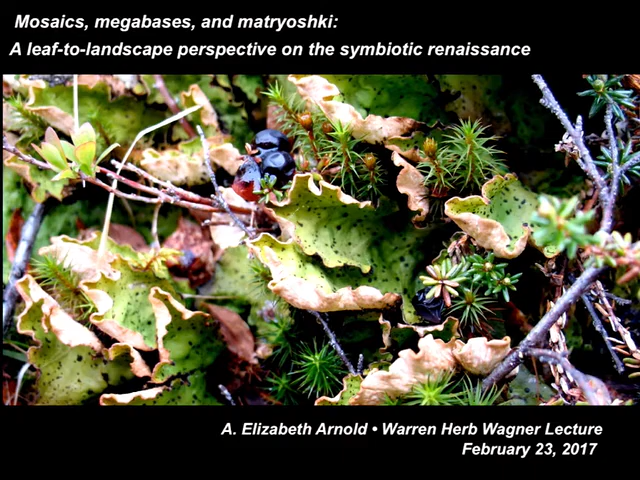 Mosaics, megabases, and matryoshki:
A leaf-to-landscape perspective on the symbiotic renaissance
A. Elizabeth Arnold • Warren Herb Wagner Lecture
February 23, 2017